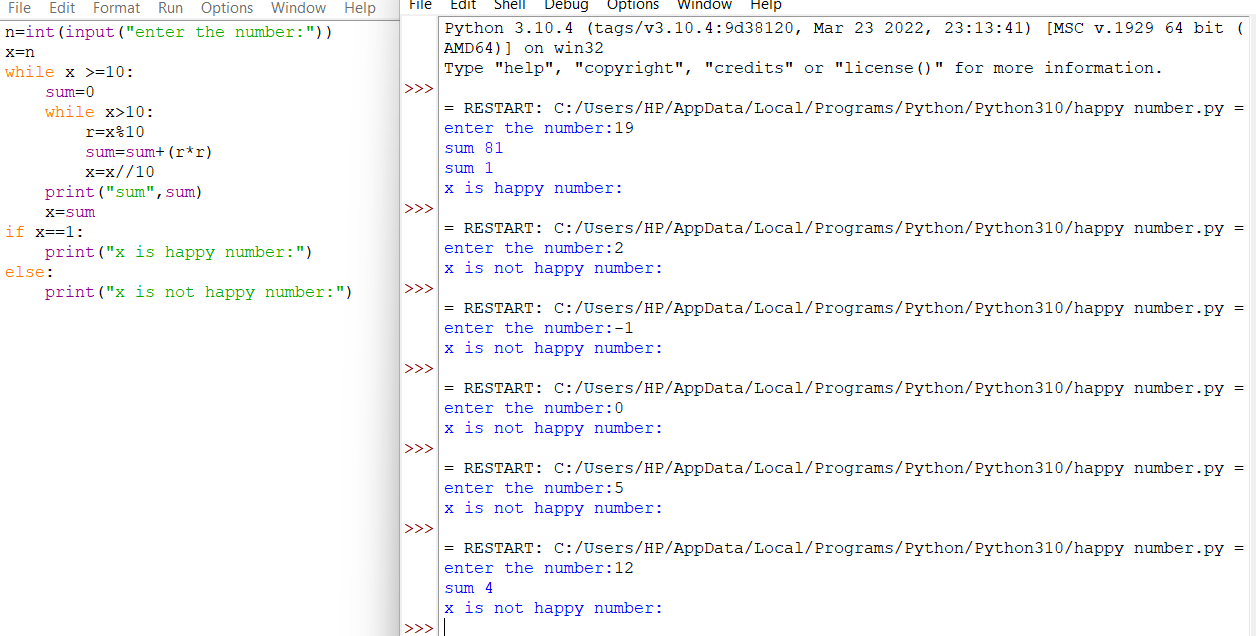 File Edit Format Run Options Window Help
n=int(input("enter the number:"))
x=n
while x >=10:
    sum=0
    while x>10:
        r=x%10
        sum=sum+(r*r)
        x=x//10
    print("sum",sum)
    x=sum
if x==1:
    print("x is happy number:")
else:
    print("x is not happy number:")
File Edit Shell Debug Options Window Help
Python 3.10.4 (tags/v3.10.4:9d38120, Mar 23 2022, 23:13:41) [MSC v.1929 64 bit (
AMD64)] on win32
Type "help", "copyright", "credits" or "license()" for more information.
>>>
= RESTART: C:/Users/HP/AppData/Local/Programs/Python/Python310/happy number.py =
enter the number:19
sum 81
sum 1
x is happy number:
>>>
= RESTART: C:/Users/HP/AppData/Local/Programs/Python/Python310/happy number.py =
enter the number:2
x is not happy number:
>>>
= RESTART: C:/Users/HP/AppData/Local/Programs/Python/Python310/happy number.py =
enter the number:-1
x is not happy number:
>>>
= RESTART: C:/Users/HP/AppData/Local/Programs/Python/Python310/happy number.py =
enter the number:0
x is not happy number:
>>>
= RESTART: C:/Users/HP/AppData/Local/Programs/Python/Python310/happy number.py =
enter the number:5
x is not happy number:
>>>
= RESTART: C:/Users/HP/AppData/Local/Programs/Python/Python310/happy number.py =
enter the number:12
sum 4
x is not happy number:
>>>